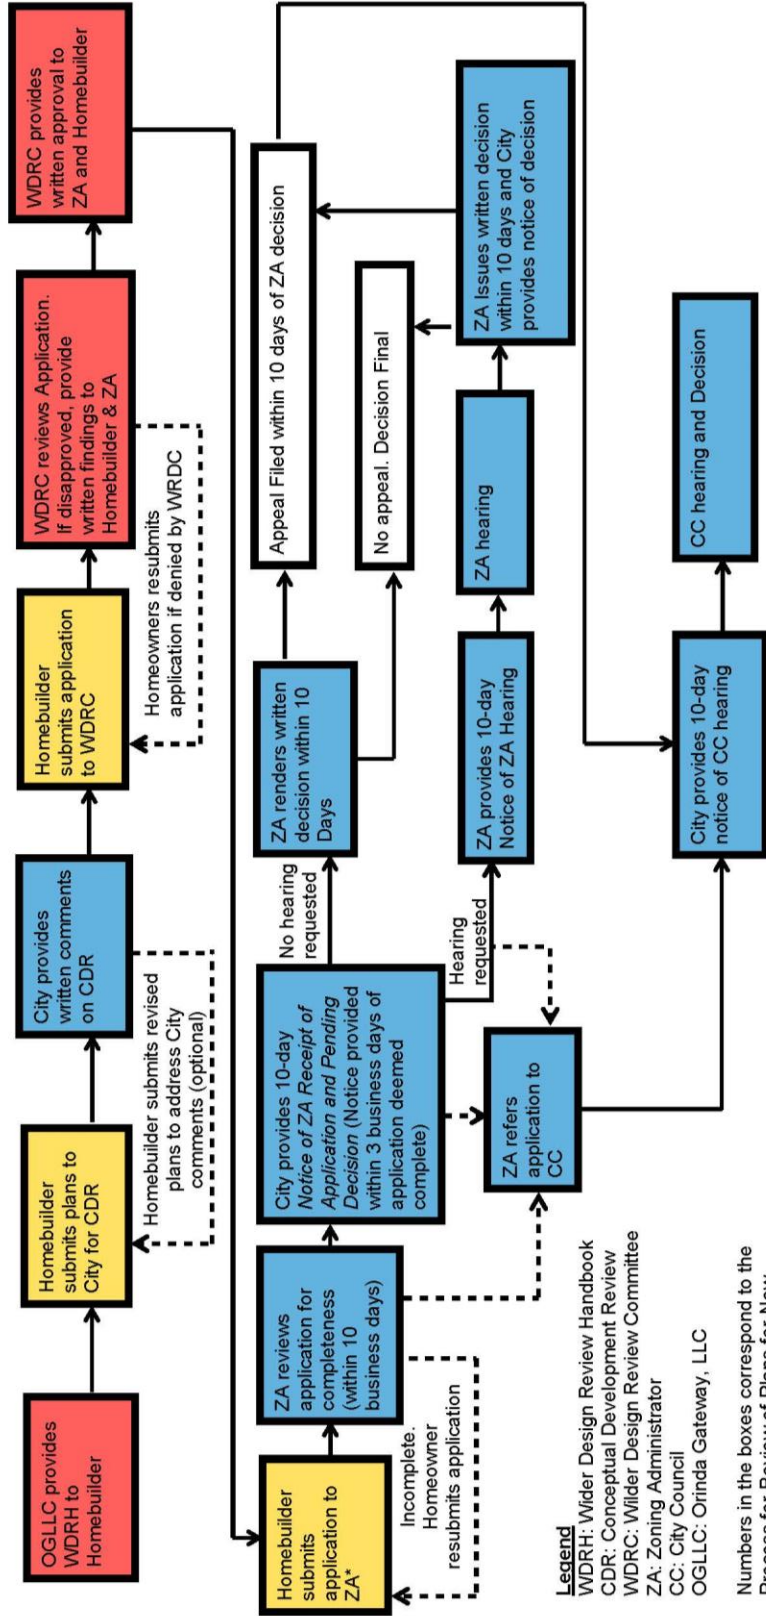 OGLLC provides
WDRH to
Homebuilder
Homebuilder
submits plans to
City for CDR
City provides
written comments
on CDR
Homebuilder submits revised
plans to address City
comments (optional)
Homebuilder
submits application
to WDRC
WDRC reviews Application.
If disapproved, provide
written findings to
Homebuilder & ZA
Homeowners resubmits
application if denied by WRDC
WDRC provides
written approval to
ZA and Homebuilder
Homebuilder
submits
application to
ZA*
Incomplete.
Homeowner
resubmits application
ZA reviews
application for
completeness
(within 10
business days)
City provides 10-day
Notice of ZA Receipt of
Application and Pending
Decision (Notice provided
within 3 business days of
application deemed
complete)
No hearing
requested
ZA renders written
decision within 10
Days
Appeal Filed within 10 days of ZA decision
No appeal. Decision Final
Hearing
requested
ZA provides 10-day
Notice of ZA Hearing
ZA hearing
ZA Issues written decision
within 10 days and City
provides notice of decision
ZA refers
application to
CC
City provides 10-day
notice of CC hearing
CC hearing and Decision
Legend
WDRH: Wider Design Review Handbook
CDR: Conceptual Development Review
WDRC: Wilder Design Review Committee
ZA: Zoning Administrator
CC: City Council
OGLLC: Orinda Gateway, LLC
Numbers in the boxes correspond to the
Process for Review of Plans for New